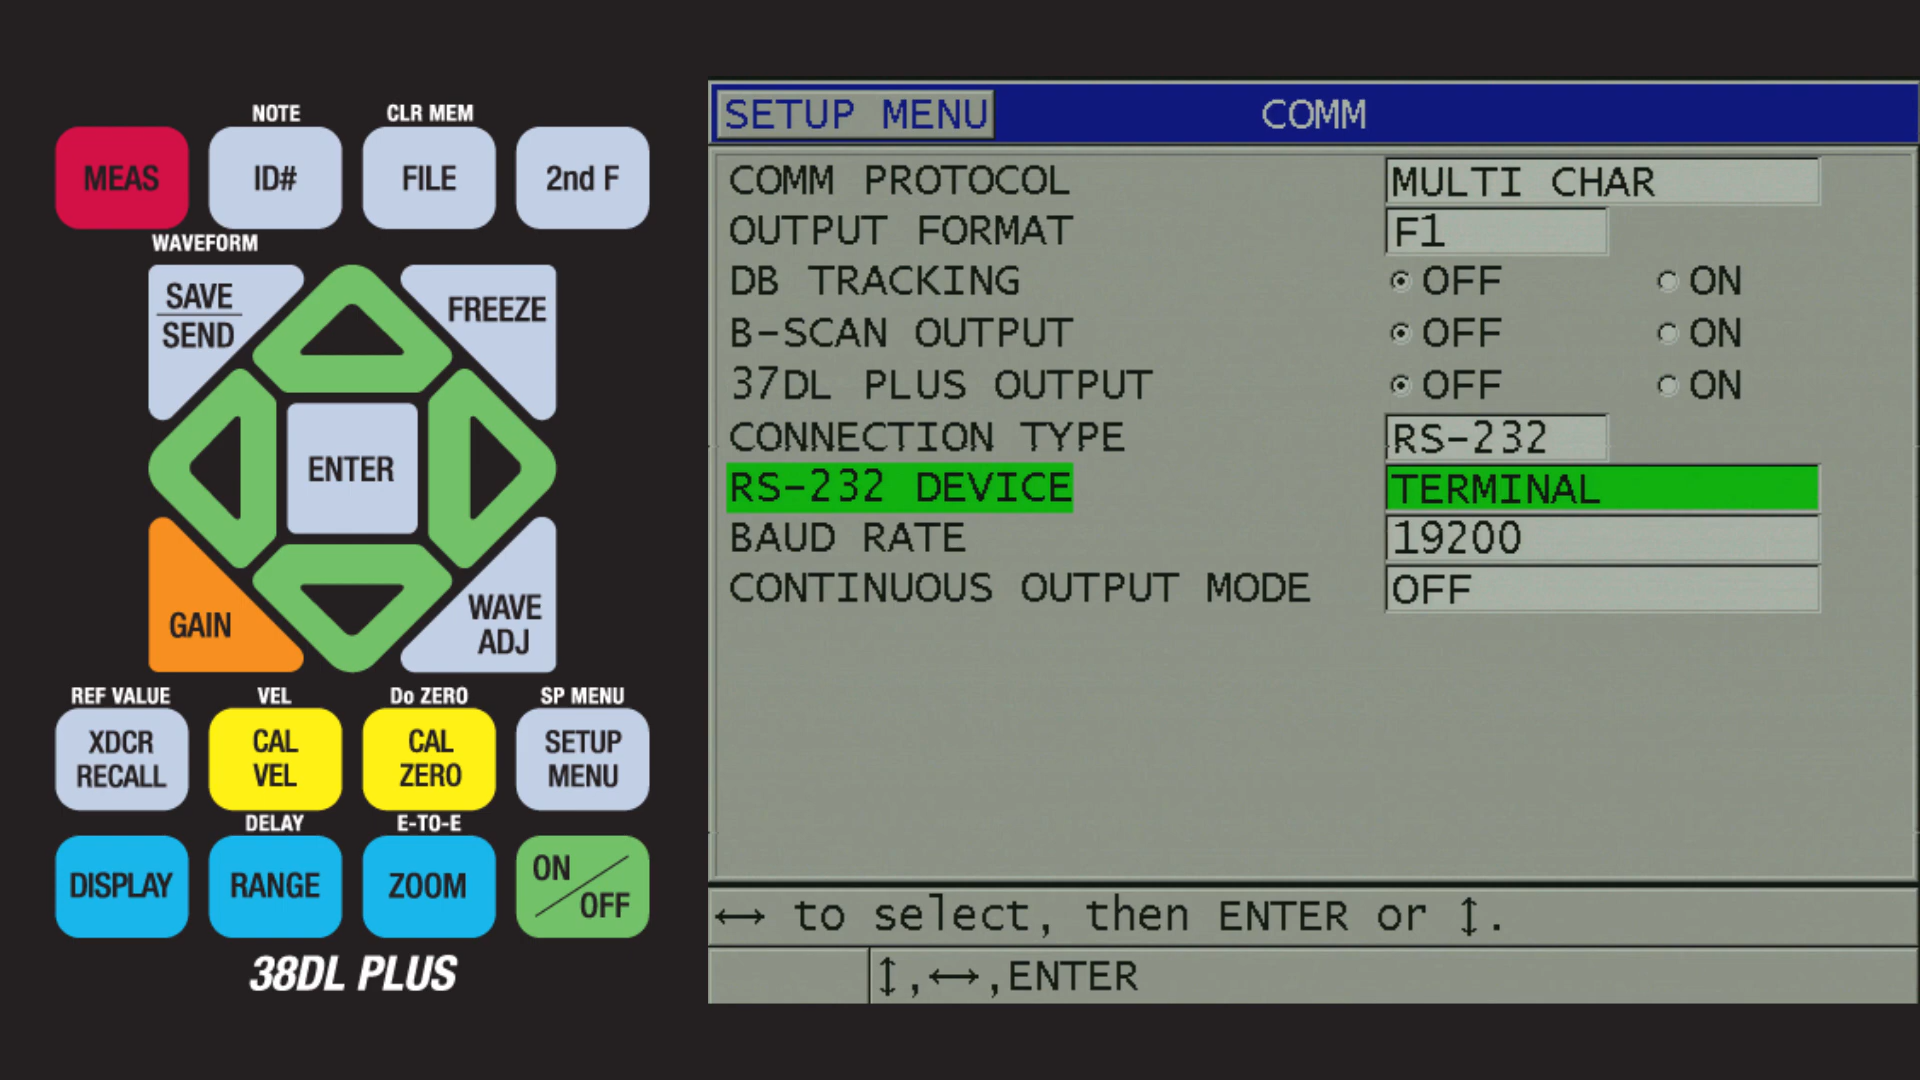 NOTE CLR MEM
MEAS ID# FILE 2nd F
WAVEFORM
SAVE
SEND
FREEZE
ENTER
GAIN
WAVE
ADJ
REF VALUE VEL Do ZERO SP MENU
XDCR
RECALL
CAL
VEL
CAL
ZERO
SETUP
MENU
DELAY E-TO-E
DISPLAY RANGE ZOOM ON/OFF
38DL PLUS
SETUP MENU COMM
COMM PROTOCOL MULTI CHAR
OUTPUT FORMAT F1
DB TRACKING OFF ON
B-SCAN OUTPUT OFF ON
37DL PLUS OUTPUT OFF ON
CONNECTION TYPE RS-232
RS-232 DEVICE TERMINAL
BAUD RATE 19200
CONTINUOUS OUTPUT MODE OFF
↔ to select, then ENTER or ↕.
↕,↔,ENTER